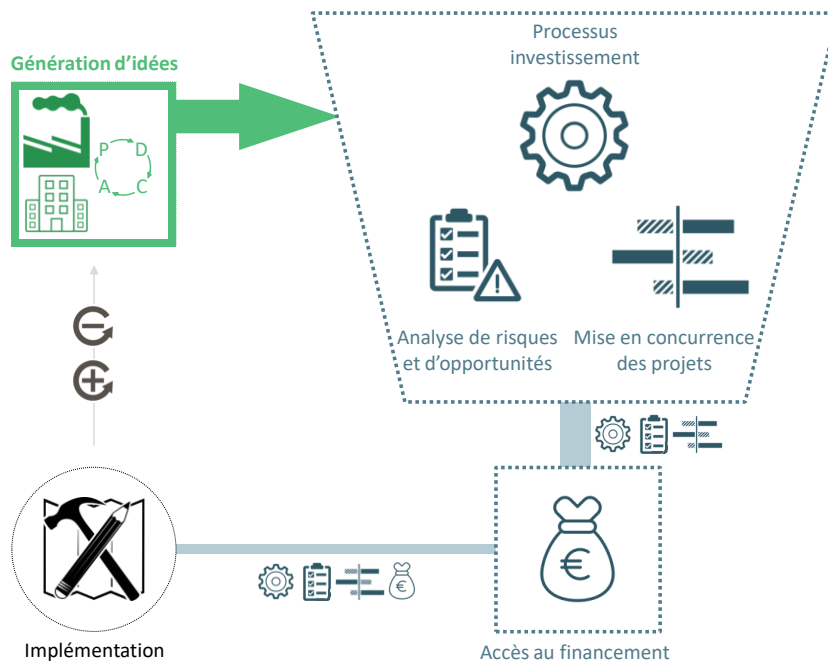 Processus
investissement
Génération d'idées
P D
A C
Analyse de risques
et d'opportunités
Mise en concurrence
des projets
€
Implémentation
Accès au financement